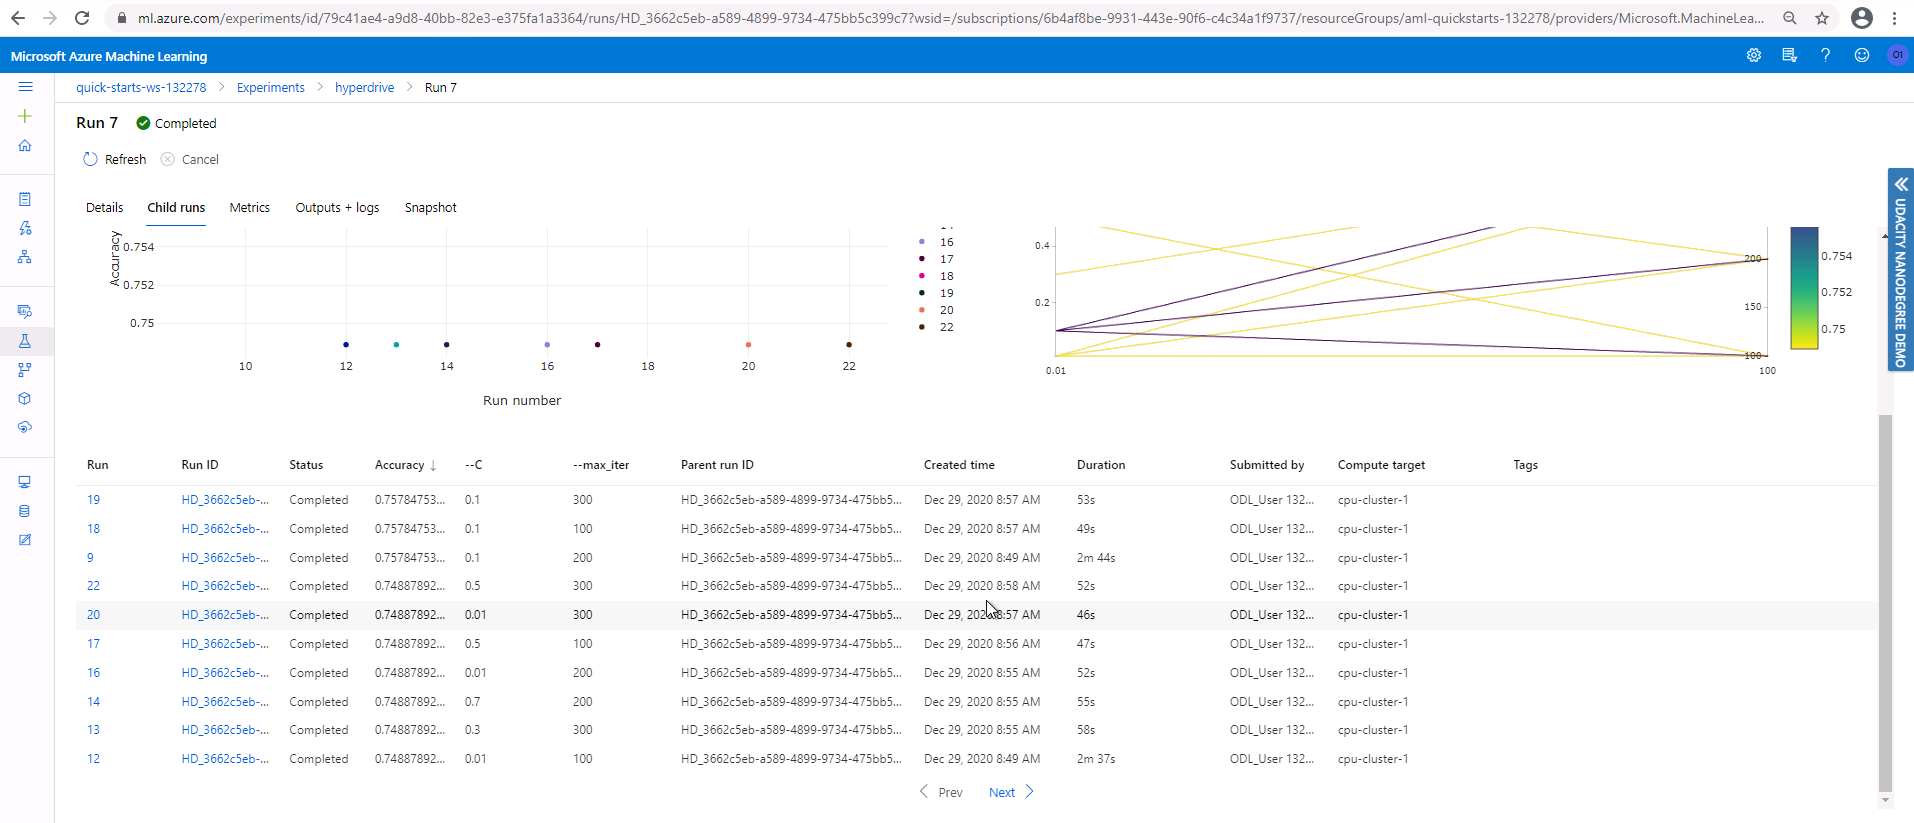 ml.azure.com/experiments/id/79c41ae4-a9d8-40bb-82e3-e375fa1a3364/runs/HD_3662c5eb-a589-4899-9734-475bb5c399c7?wsid=/subscriptions/6b4af8be-9931-443e-90f6-c4c34a1f9737/resourceGroups/aml-quickstarts-132278/providers/Microsoft.MachineLea...
Microsoft Azure Machine Learning
O1
quick-starts-ws-132278 > Experiments > hyperdrive > Run 7
Run 7 Completed
Refresh Cancel
Details Child runs Metrics Outputs + logs Snapshot
UDACITY NANODEGREE DEMO
Accuracy
0.754
0.752
0.75
10 12 14 16 18 20 22
Run number
16
17
18
19
20
22
0.4
0.2
0.01
200
150
100
100
0.754
0.752
0.75
Run Run ID Status Accuracy ↓ --C --max_iter Parent run ID Created time Duration Submitted by Compute target Tags
19 HD_3662c5eb-... Completed 0.75784753... 0.1 300 HD_3662c5eb-a589-4899-9734-475bb5... Dec 29, 2020 8:57 AM 53s ODL_User 132... cpu-cluster-1
18 HD_3662c5eb-... Completed 0.75784753... 0.1 100 HD_3662c5eb-a589-4899-9734-475bb5... Dec 29, 2020 8:57 AM 49s ODL_User 132... cpu-cluster-1
9 HD_3662c5eb-... Completed 0.75784753... 0.1 200 HD_3662c5eb-a589-4899-9734-475bb5... Dec 29, 2020 8:49 AM 2m 44s ODL_User 132... cpu-cluster-1
22 HD_3662c5eb-... Completed 0.74887892... 0.5 300 HD_3662c5eb-a589-4899-9734-475bb5... Dec 29, 2020 8:58 AM 52s ODL_User 132... cpu-cluster-1
20 HD_3662c5eb-... Completed 0.74887892... 0.01 300 HD_3662c5eb-a589-4899-9734-475bb5... Dec 29, 2020 8:57 AM 46s ODL_User 132... cpu-cluster-1
17 HD_3662c5eb-... Completed 0.74887892... 0.5 100 HD_3662c5eb-a589-4899-9734-475bb5... Dec 29, 2020 8:56 AM 47s ODL_User 132... cpu-cluster-1
16 HD_3662c5eb-... Completed 0.74887892... 0.01 200 HD_3662c5eb-a589-4899-9734-475bb5... Dec 29, 2020 8:55 AM 52s ODL_User 132... cpu-cluster-1
14 HD_3662c5eb-... Completed 0.74887892... 0.7 200 HD_3662c5eb-a589-4899-9734-475bb5... Dec 29, 2020 8:55 AM 55s ODL_User 132... cpu-cluster-1
13 HD_3662c5eb-... Completed 0.74887892... 0.3 300 HD_3662c5eb-a589-4899-9734-475bb5... Dec 29, 2020 8:55 AM 58s ODL_User 132... cpu-cluster-1
12 HD_3662c5eb-... Completed 0.74887892... 0.01 100 HD_3662c5eb-a589-4899-9734-475bb5... Dec 29, 2020 8:49 AM 2m 37s ODL_User 132... cpu-cluster-1
< Prev Next >